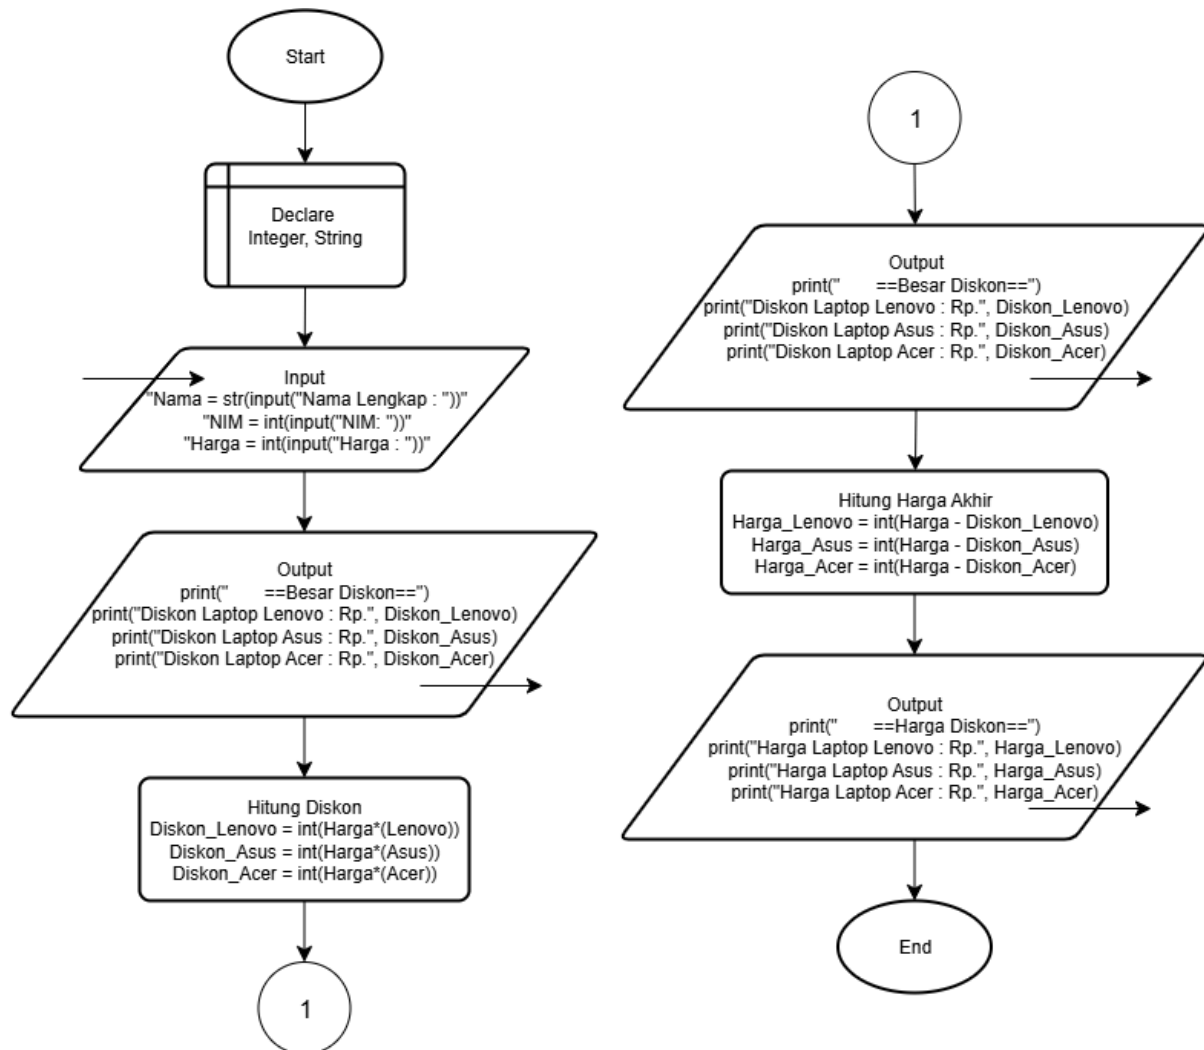 Start
Declare
Integer, String
Input
"Nama = str(input("Nama Lengkap : "))"
"NIM = int(input("NIM: "))"
"Harga = int(input("Harga : "))"
Output
print("        ==Besar Diskon==")
print("Diskon Laptop Lenovo : Rp.", Diskon_Lenovo)
print("Diskon Laptop Asus : Rp.", Diskon_Asus)
print("Diskon Laptop Acer : Rp.", Diskon_Acer)
Hitung Diskon
Diskon_Lenovo = int(Harga*(Lenovo))
Diskon_Asus = int(Harga*(Asus))
Diskon_Acer = int(Harga*(Acer))
1
1
Output
print("        ==Besar Diskon==")
print("Diskon Laptop Lenovo : Rp.", Diskon_Lenovo)
print("Diskon Laptop Asus : Rp.", Diskon_Asus)
print("Diskon Laptop Acer : Rp.", Diskon_Acer)
Hitung Harga Akhir
Harga_Lenovo = int(Harga - Diskon_Lenovo)
Harga_Asus = int(Harga - Diskon_Asus)
Harga_Acer = int(Harga - Diskon_Acer)
Output
print("        ==Harga Diskon==")
print("Harga Laptop Lenovo : Rp.", Harga_Lenovo)
print("Harga Laptop Asus : Rp.", Harga_Asus)
print("Harga Laptop Acer : Rp.", Harga_Acer)
End